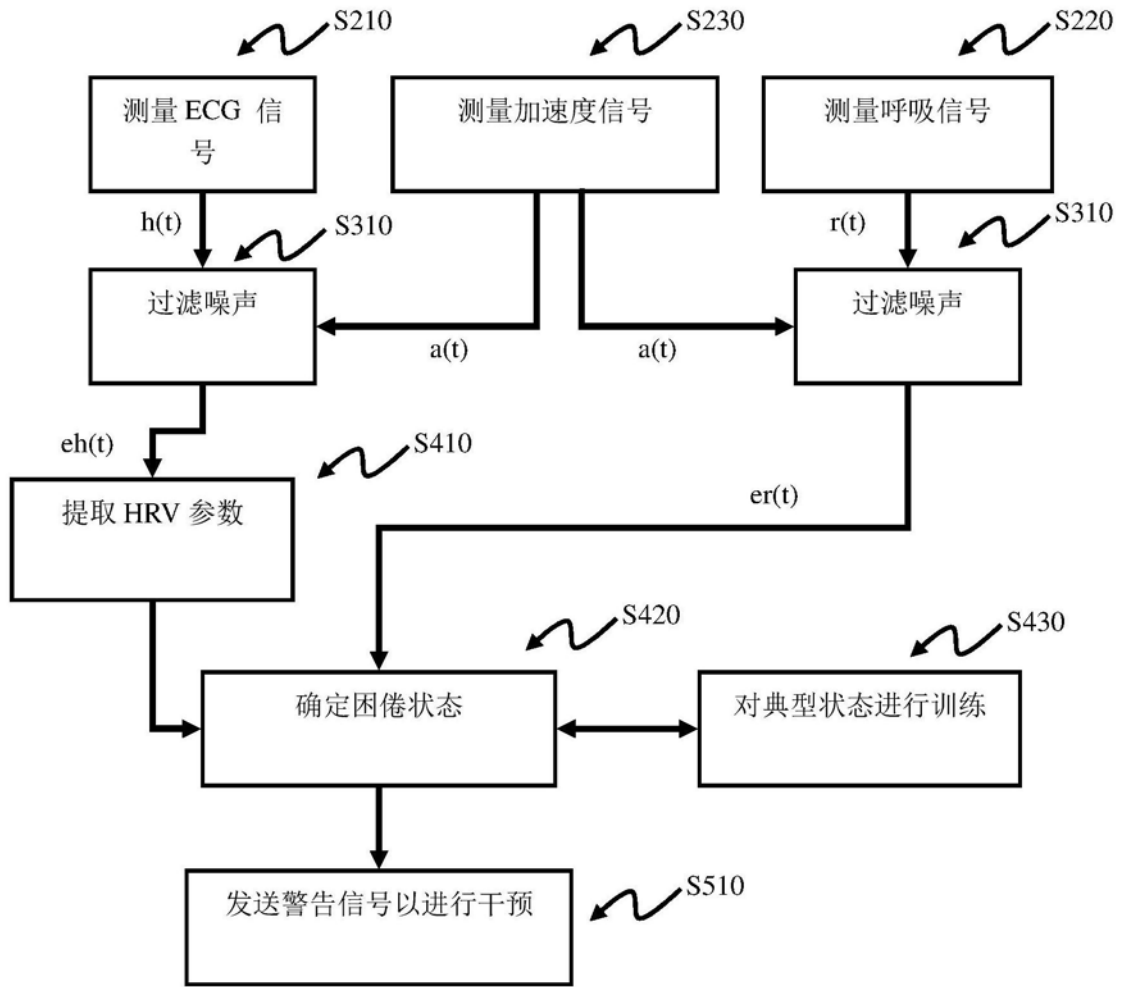 S210
S230
S220
测量 ECG 信
号
测量加速度信号
测量呼吸信号
h(t)
S310
r(t)
S310
过滤噪声
过滤噪声
a(t)
a(t)
eh(t)
S410
提取 HRV 参数
er(t)
S420
S430
确定困倦状态
对典型状态进行训练
发送警告信号以进行干预
S510